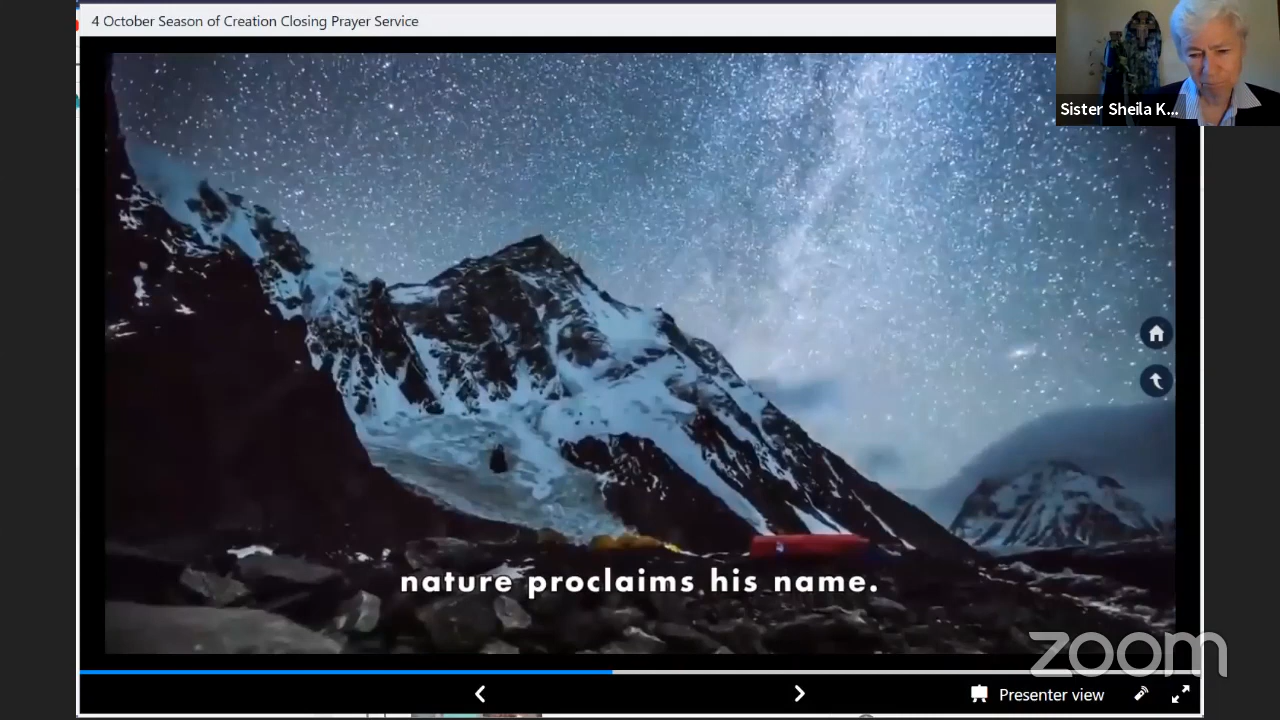 4 October Season of Creation Closing Prayer Service
Sister Sheila K...
nature proclaims his name.
zoom
Presenter view